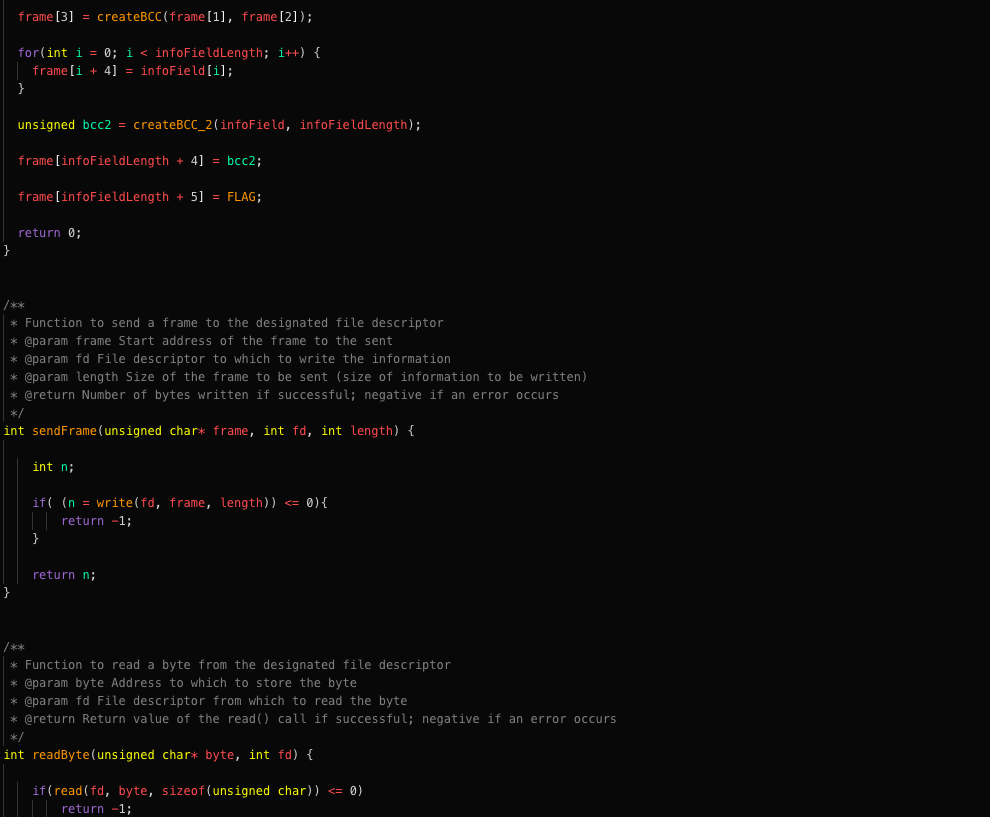 frame[3] = createBCC(frame[1], frame[2]);
for(int i = 0; i < infoFieldLength; i++) {
frame[i + 4] = infoField[i];
}
unsigned bcc2 = createBCC_2(infoField, infoFieldLength);
frame[infoFieldLength + 4] = bcc2;
frame[infoFieldLength + 5] = FLAG;
return 0;
}
/**
* Function to send a frame to the designated file descriptor
* @param frame Start address of the frame to the sent
* @param fd File descriptor to which to write the information
* @param length Size of the frame to be sent (size of information to be written)
* @return Number of bytes written if successful; negative if an error occurs
*/
int sendFrame(unsigned char* frame, int fd, int length) {
int n;
if( (n = write(fd, frame, length)) <= 0){
return -1;
}
return n;
}
/**
* Function to read a byte from the designated file descriptor
* @param byte Address to which to store the byte
* @param fd File descriptor from which to read the byte
* @return Return value of the read() call if successful; negative if an error occurs
*/
int readByte(unsigned char* byte, int fd) {
if(read(fd, byte, sizeof(unsigned char)) <= 0)
return -1;